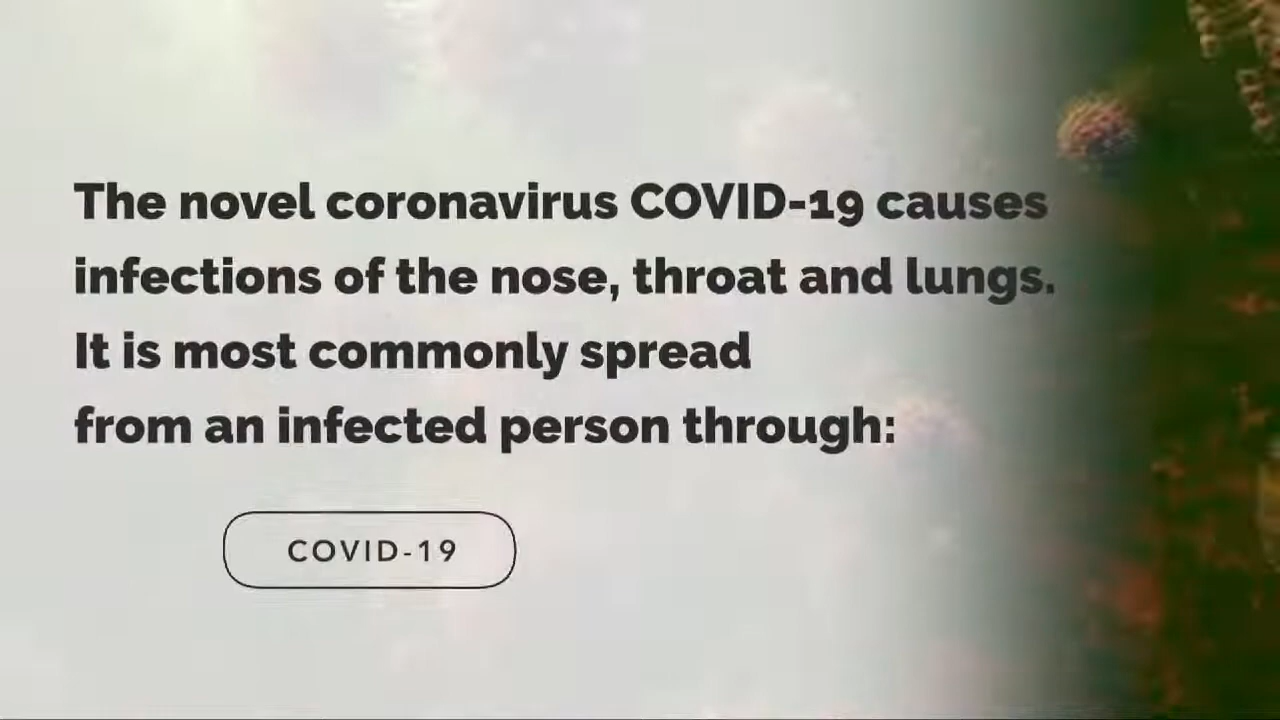 The novel coronavirus COVID-19 causes
infections of the nose, throat and lungs.
It is most commonly spread
from an infected person through:
COVID-19